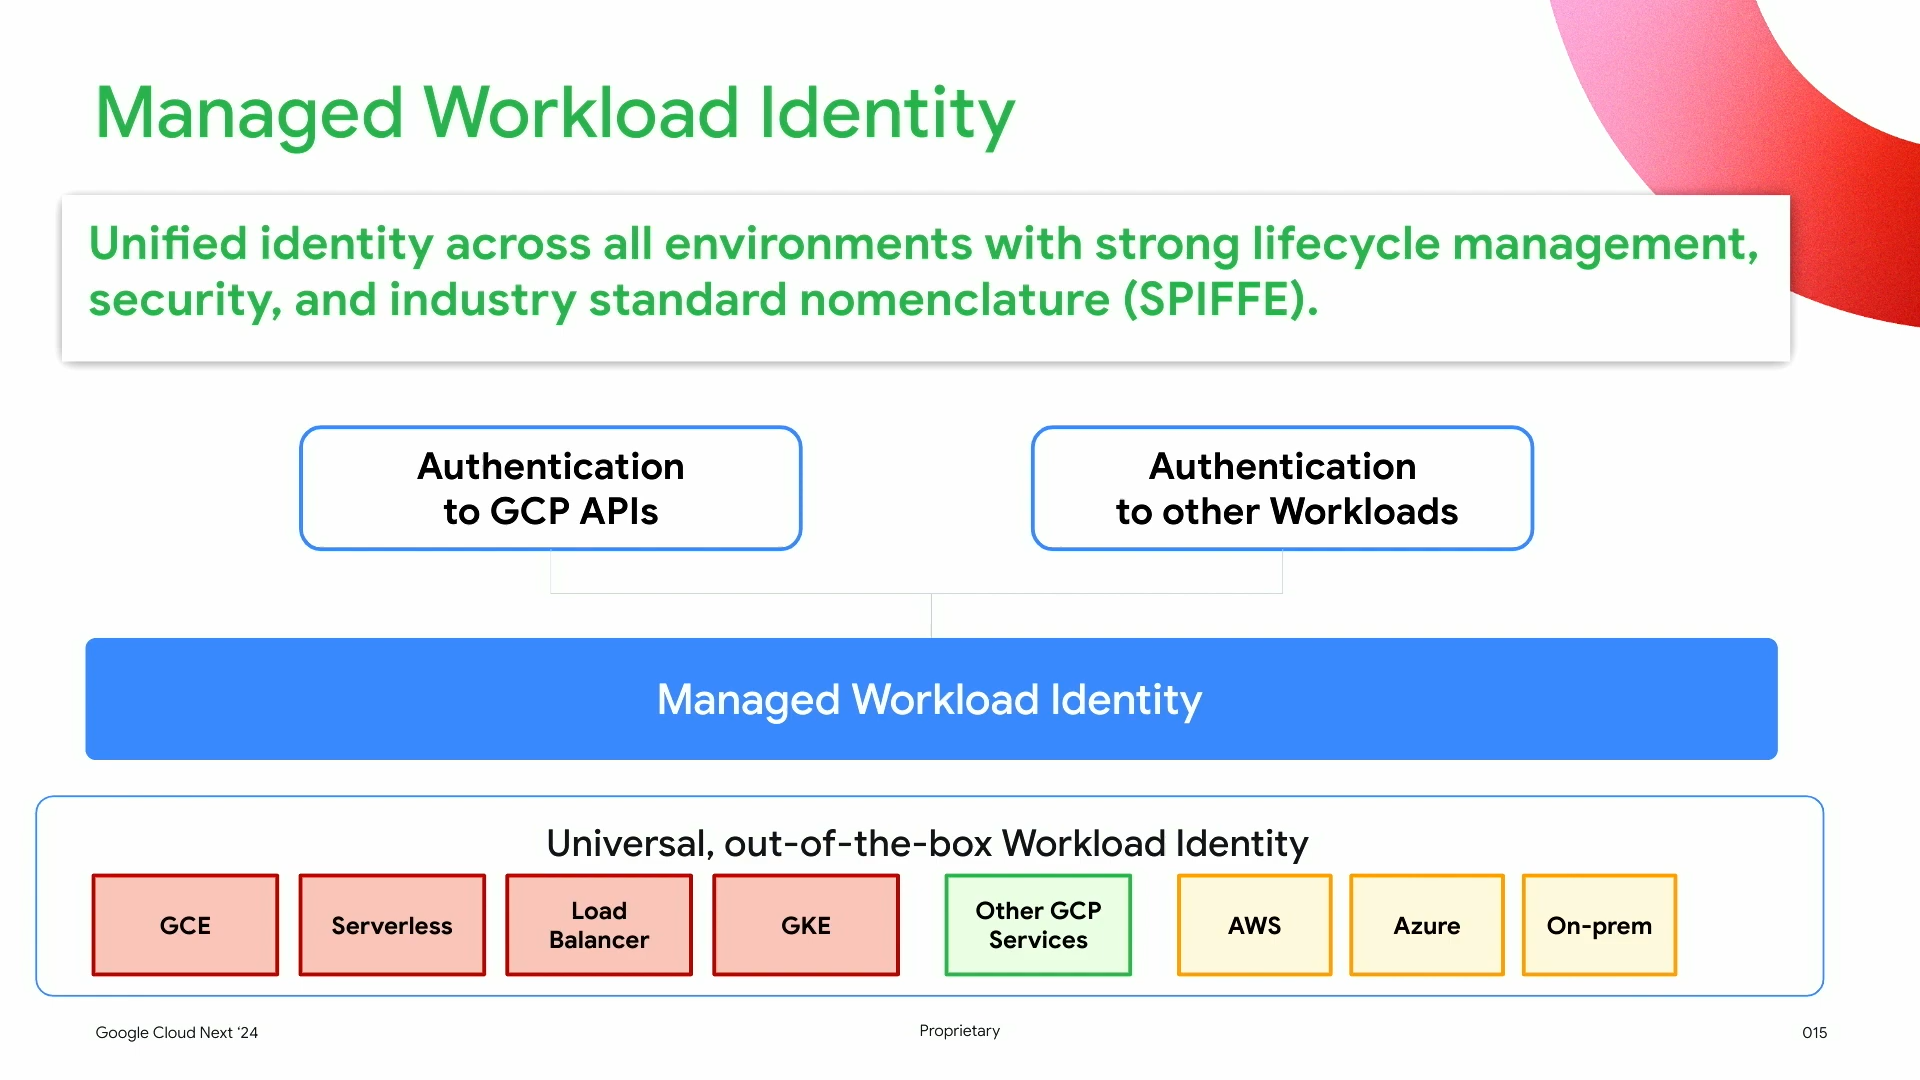 Managed Workload Identity
Unified identity across all environments with strong lifecycle management,
security, and industry standard nomenclature (SPIFFE).
Authentication
to GCP APIs
Authentication
to other Workloads
Managed Workload Identity
Universal, out-of-the-box Workload Identity
GCE
Serverless
Load
Balancer
GKE
Other GCP
Services
AWS
Azure
On-prem
Google Cloud Next ‘24
Proprietary
015